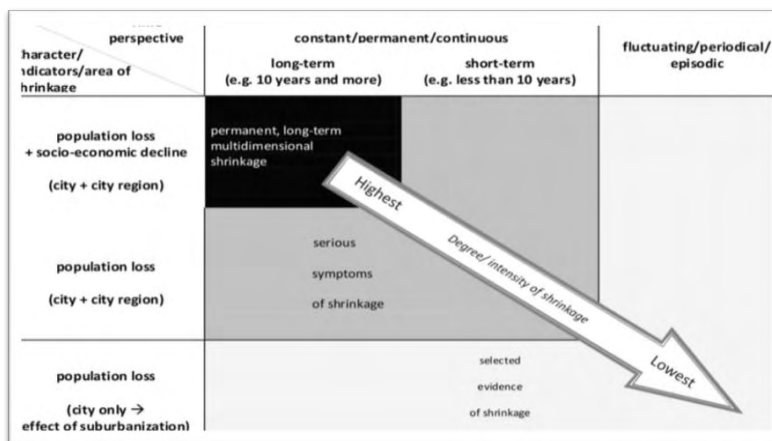 perspective
character/
indicators/area of
shrinkage
constant/permanent/continuous
long-term
(e.g. 10 years and more)
short-term
(e.g. less than 10 years)
fluctuating/periodical/
episodic
population loss
+ socio-economic decline
(city + city region)
permanent, long-term
multidimensional
shrinkage
population loss
(city + city region)
serious
symptoms
of shrinkage
population loss
(city only →
effect of suburbanization)
selected
evidence
of shrinkage
Highest
Degree/ intensity of shrinkage
Lowest